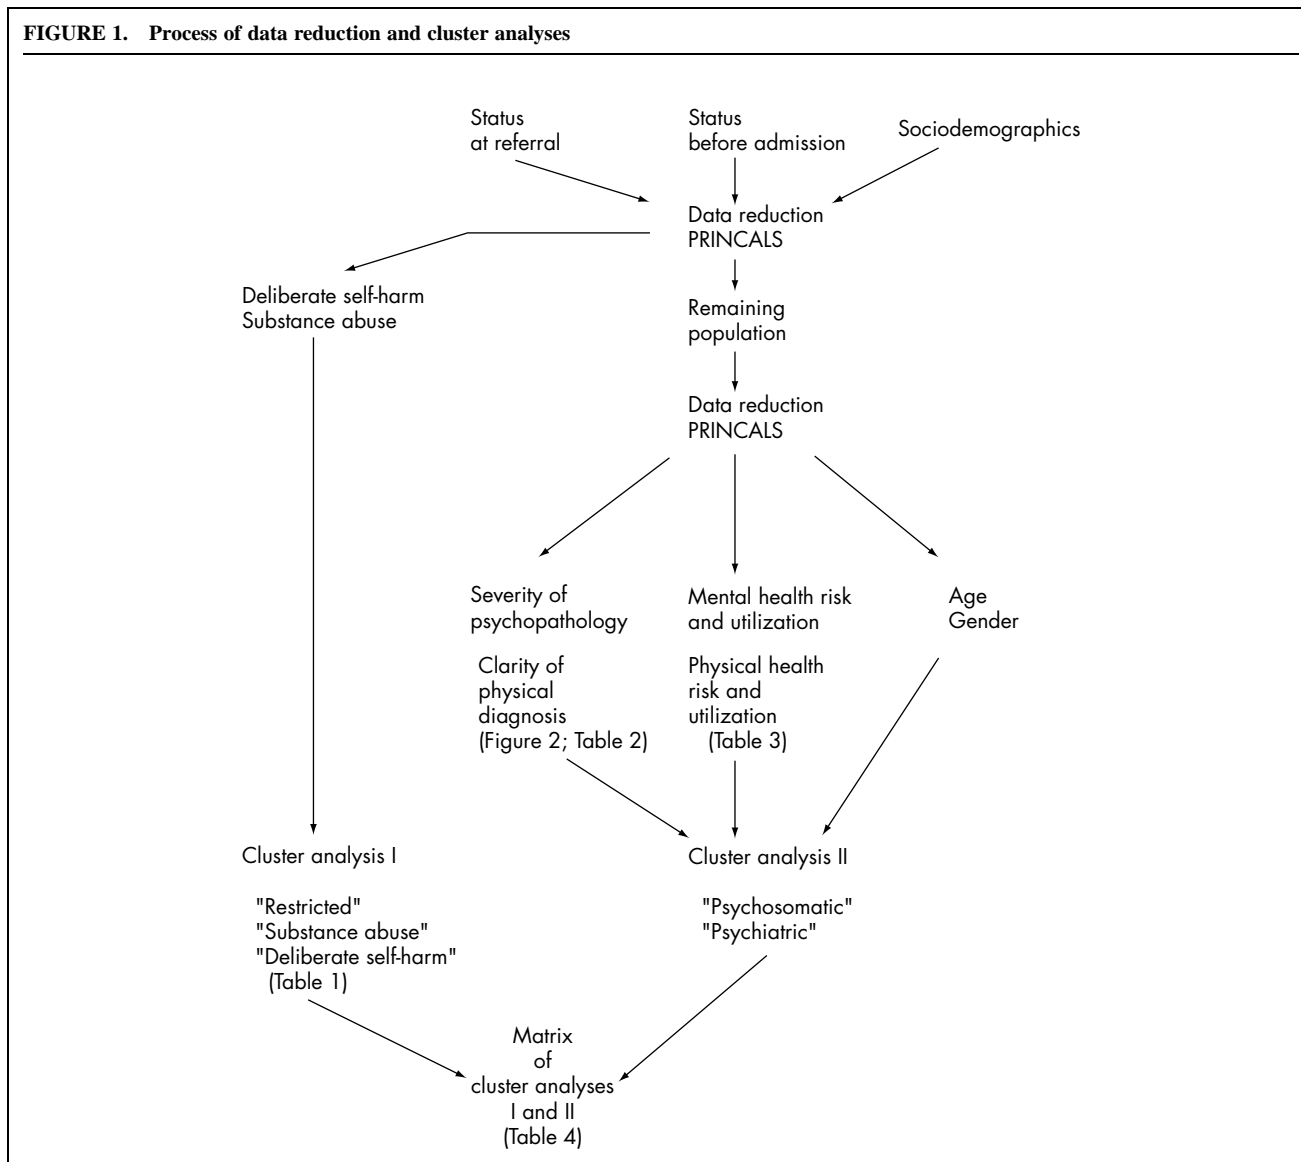 FIGURE 1. Process of data reduction and cluster analyses
Status
at referral
Status
before admission
Sociodemographics
Data reduction
PRINCALS
Deliberate self-harm
Substance abuse
Remaining
population
Data reduction
PRINCALS
Severity of
psychopathology
Clarity of
physical
diagnosis
(Figure 2; Table 2)
Mental health risk
and utilization
Physical health
risk and
utilization
(Table 3)
Age
Gender
Cluster analysis I
"Restricted"
"Substance abuse"
"Deliberate self-harm"
(Table 1)
Cluster analysis II
"Psychosomatic"
"Psychiatric"
Matrix
of
cluster analyses
I and II
(Table 4)